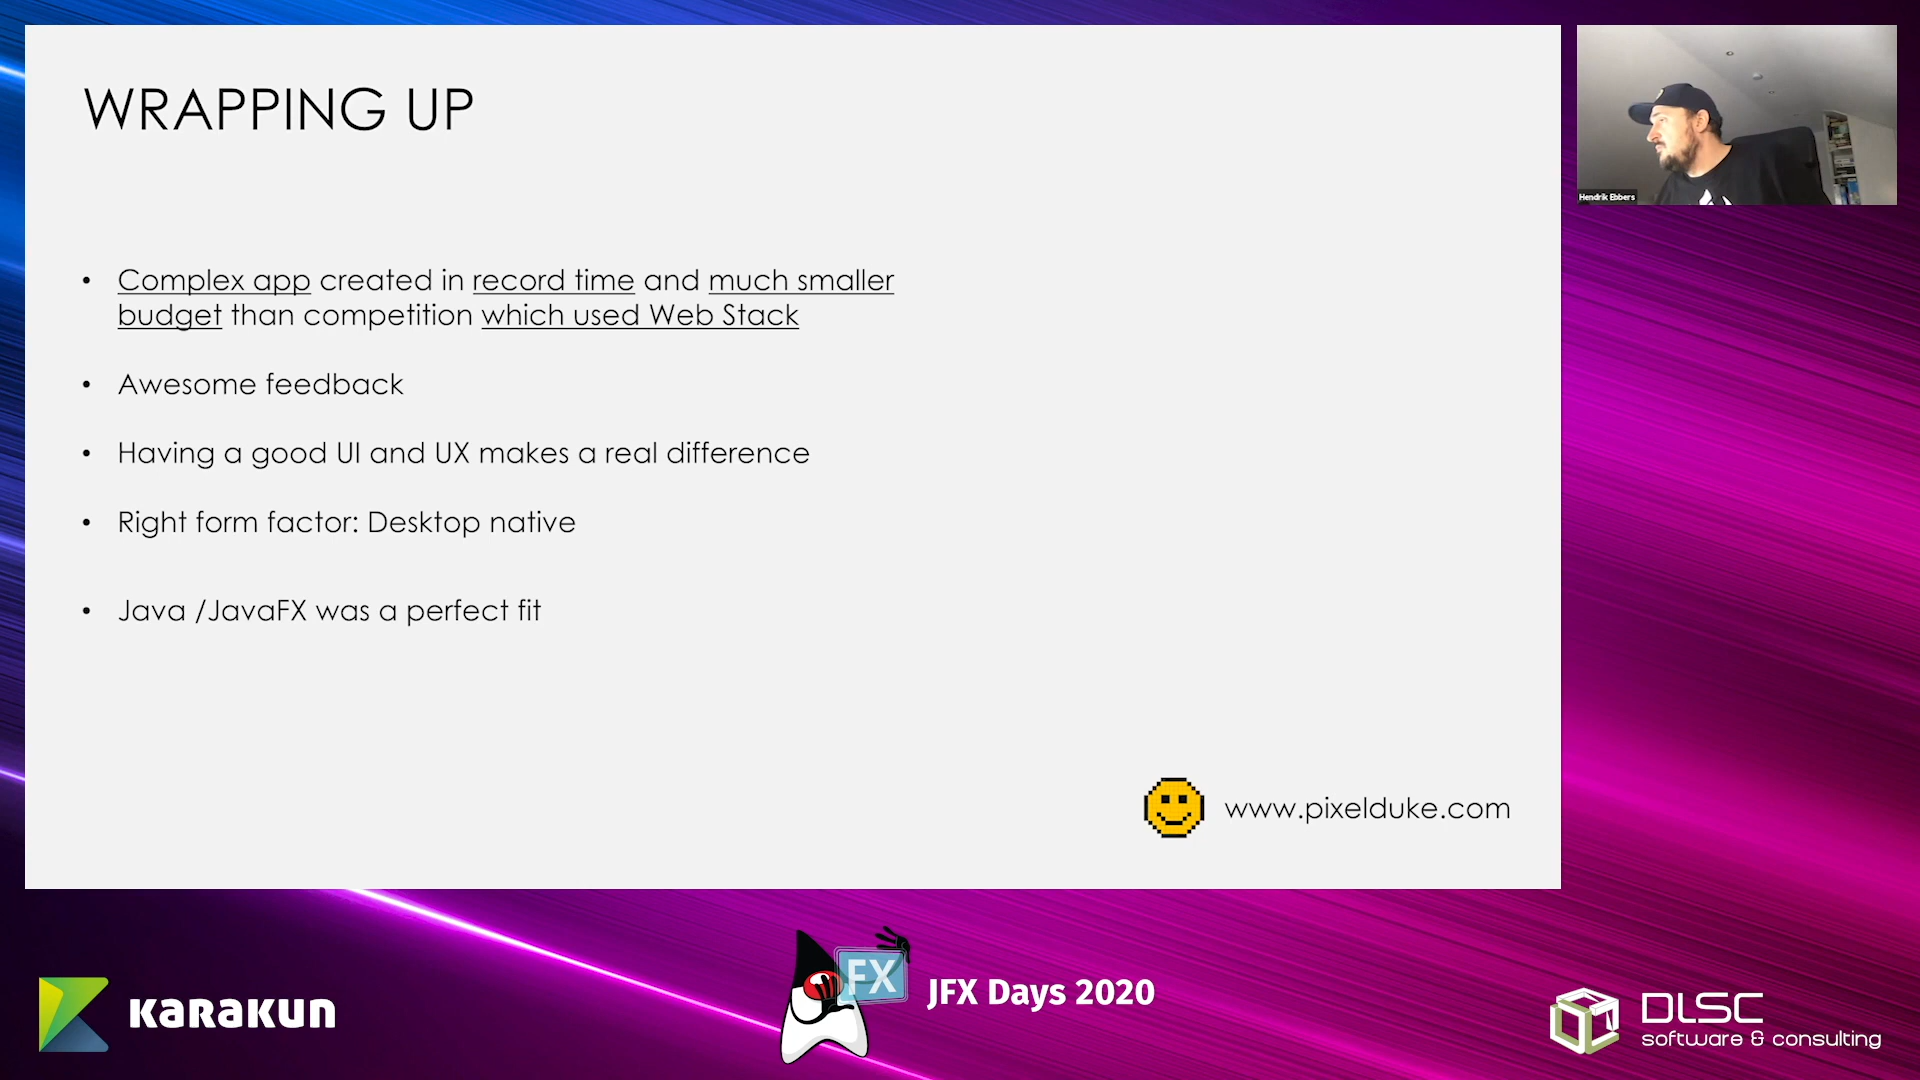 WRAPPING UP
• Complex app created in record time and much smaller
budget than competition which used Web Stack
• Awesome feedback
• Having a good UI and UX makes a real difference
• Right form factor: Desktop native
• Java /JavaFX was a perfect fit
www.pixelduke.com
Hendrik Ebbers
KARAKUN
FX
JFX Days 2020
DLSC
software & consulting